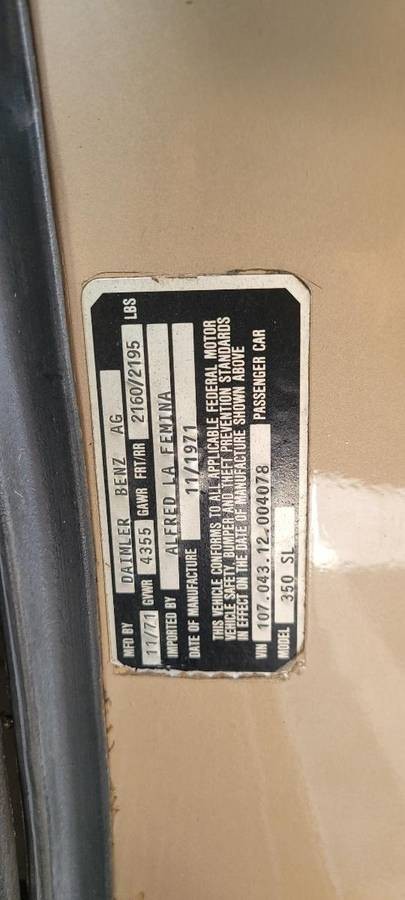 MFD BY DAIMLER BENZ AG
11/71 GVWR 4355 GAWR FRT/RR 2160/2195 LBS
IMPORTED BY ALFRED LA FEMINA
DATE OF MANUFACTURE 11/1971
THIS VEHICLE CONFORMS TO ALL APPLICABLE FEDERAL MOTOR
VEHICLE SAFETY, BUMPER AND THEFT PREVENTION STANDARDS
IN EFFECT ON THE DATE OF MANUFACTURE SHOWN ABOVE
VIN 107.043.12.004078 PASSENGER CAR
MODEL 350 SL